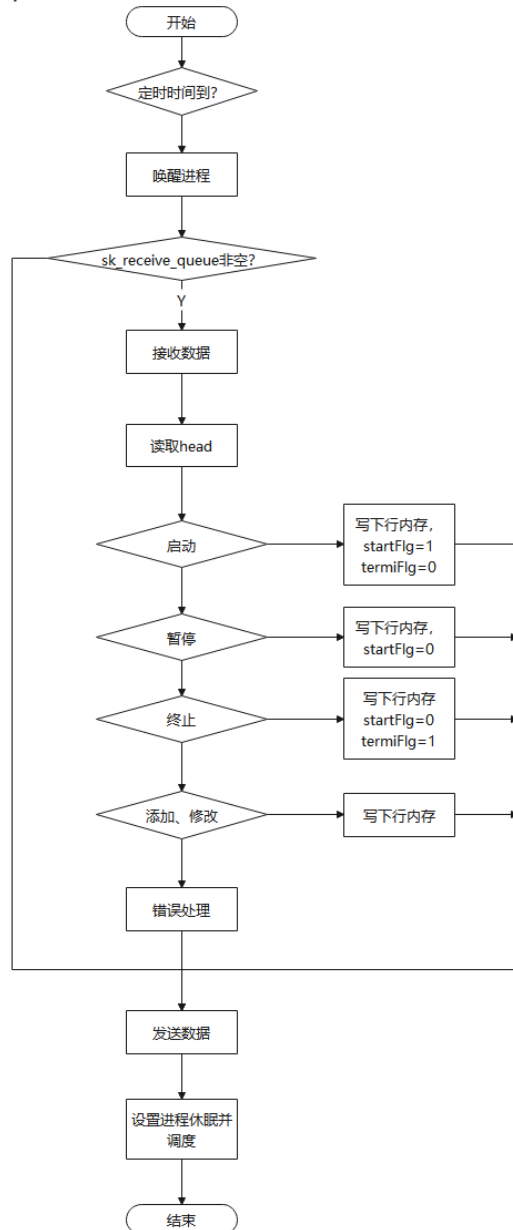 开始
定时时间到?
唤醒进程
sk_receive_queue非空?
Y
接收数据
读取head
启动
写下行内存，
startFlg=1
termiFlg=0
暂停
写下行内存，
startFlg=0
终止
写下行内存
startFlg=0
termiFlg=1
添加、修改
写下行内存
错误处理
发送数据
设置进程休眠并
调度
结束